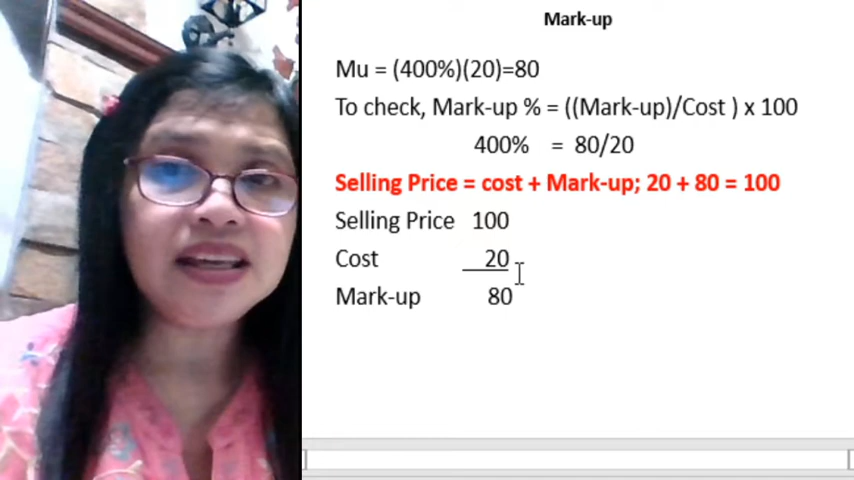 Mark-up
Mu = (400%)(20)=80
To check, Mark-up % = ((Mark-up)/Cost ) x 100
400% = 80/20
Selling Price = cost + Mark-up; 20 + 80 = 100
Selling Price 100
Cost 20
Mark-up 80